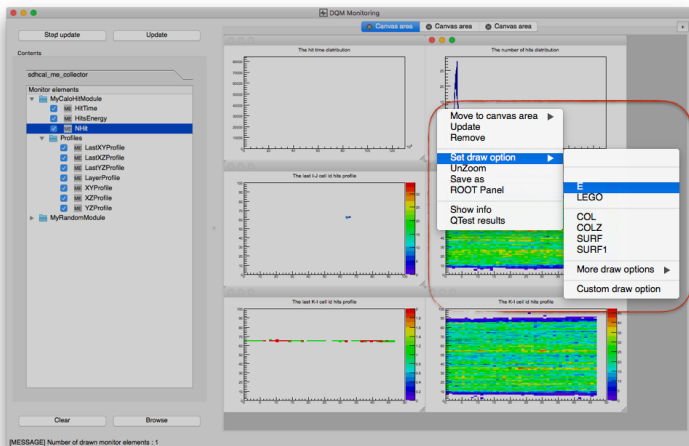 DQM Monitoring
Canvas area
Canvas area
Canvas area
Stop update
Update
Contents
sdhcal_me_collector
Monitor elements
MyCaloHitModule
ME HitTime
ME HitsEnergy
ME NHit
Profiles
ME LastXYProfile
ME LastXZProfile
ME LastYZProfile
ME LayerProfile
ME XYProfile
ME XZProfile
ME YZProfile
MyRandomModule
Clear
Browse
[MESSAGE] Number of drawn monitor elements : 1
The hit time distribution
The number of hits distribution
The last I-J cell id hits profile
The last K-I cell id hits profile
The K-I cell id hits profile
Move to canvas area
Update
Remove
Set draw option
UnZoom
Save as
ROOT Panel
Show info
QTest results
E
LEGO
COL
COLZ
SURF
SURF1
More draw options
Custom draw option